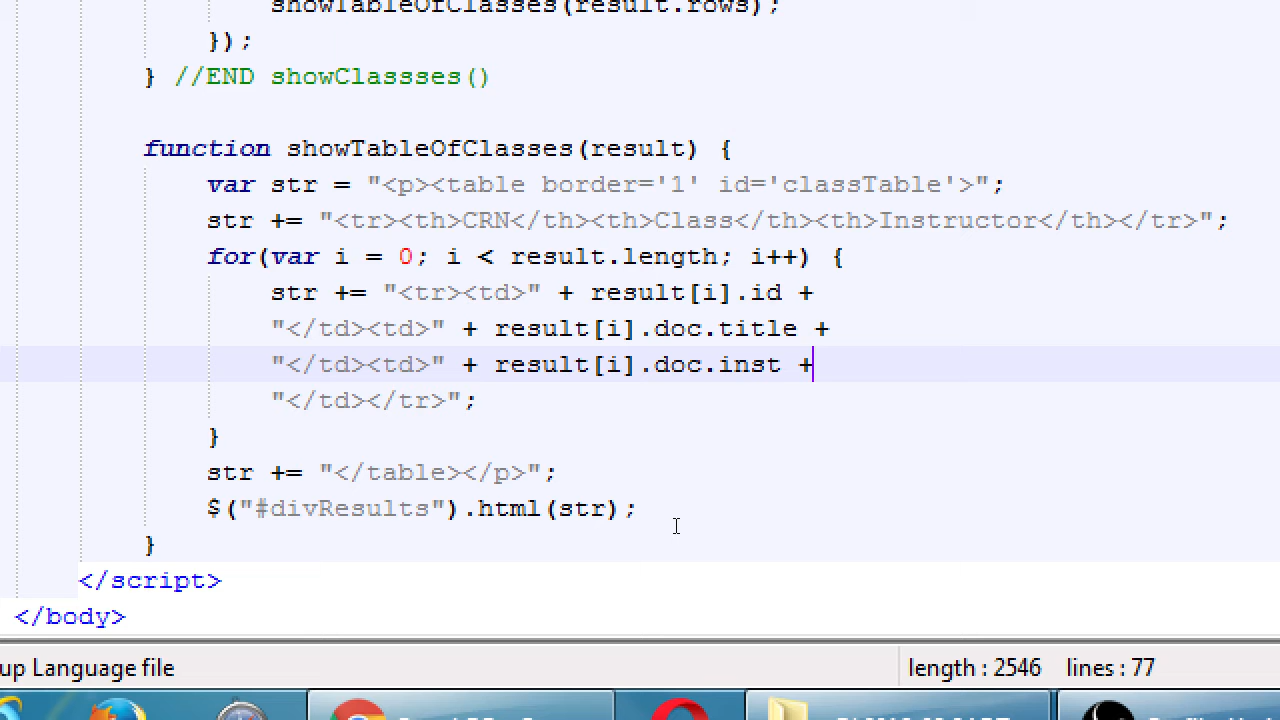 showTableOfClasses(result.rows);
});
} //END showClassses()
function showTableOfClasses(result) {
var str = "<p><table border='1' id='classTable'>";
str += "<tr><th>CRN</th><th>Class</th><th>Instructor</th></tr>";
for(var i = 0; i < result.length; i++) {
str += "<tr><td>" + result[i].id +
"</td><td>" + result[i].doc.title +
"</td><td>" + result[i].doc.inst +
"</td></tr>";
}
str += "</table></p>";
$("#divResults").html(str);
}
</script>
</body>
up Language file
length : 2546 lines : 77